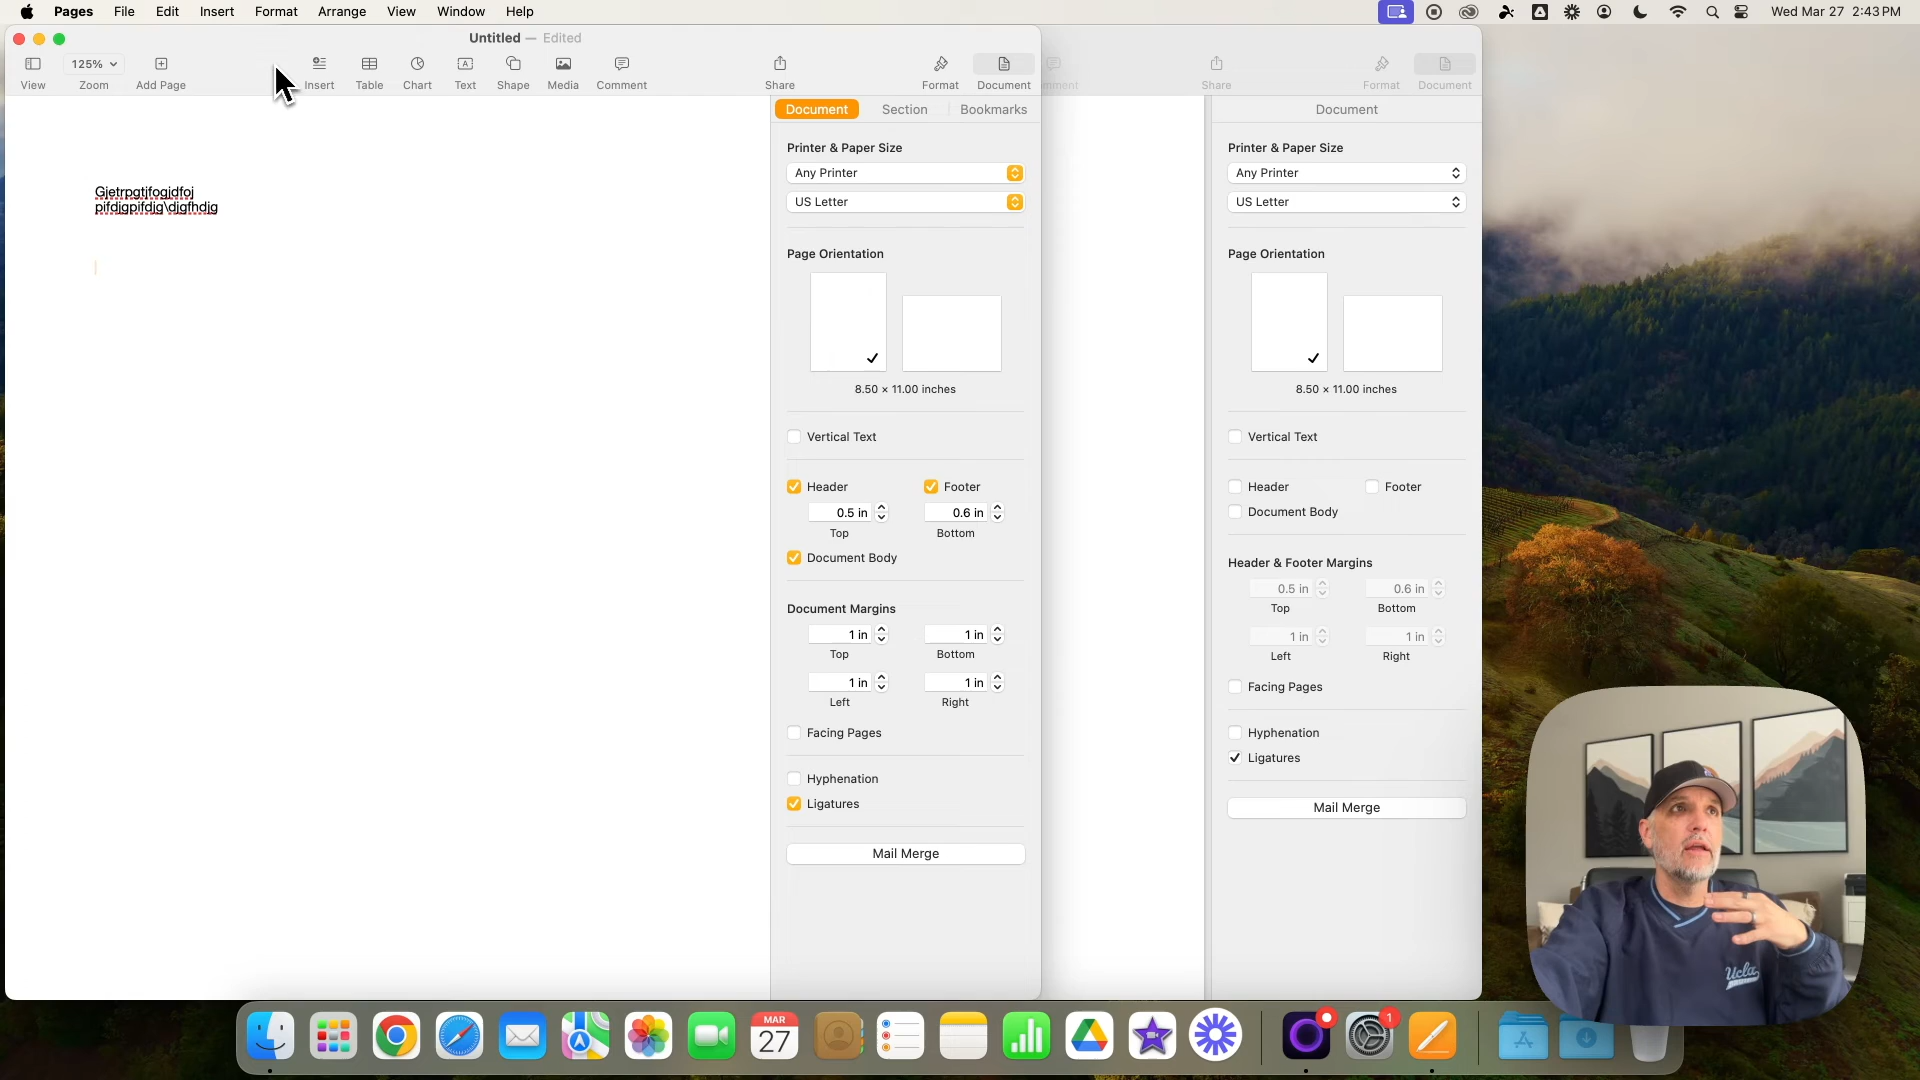 Pages File Edit Insert Format Arrange View Window Help
Wed Mar 27 2:43 PM
Untitled — Edited
125%
View Zoom Add Page Insert Table Chart Text Shape Media Comment Share Format Document
Share Format Document
Document Section Bookmarks
Printer & Paper Size
Any Printer
US Letter
Page Orientation
8.50 × 11.00 inches
Vertical Text
Header Footer
0.5 in 0.6 in
Top Bottom
Document Body
Document Margins
1 in 1 in
Top Bottom
1 in 1 in
Left Right
Facing Pages
Hyphenation
Ligatures
Mail Merge
Document
Printer & Paper Size
Any Printer
US Letter
Page Orientation
8.50 × 11.00 inches
Vertical Text
Header Footer
Document Body
Header & Footer Margins
0.5 in 0.6 in
Top Bottom
1 in 1 in
Left Right
Facing Pages
Hyphenation
Ligatures
Mail Merge
Ucla
MAR
27
1